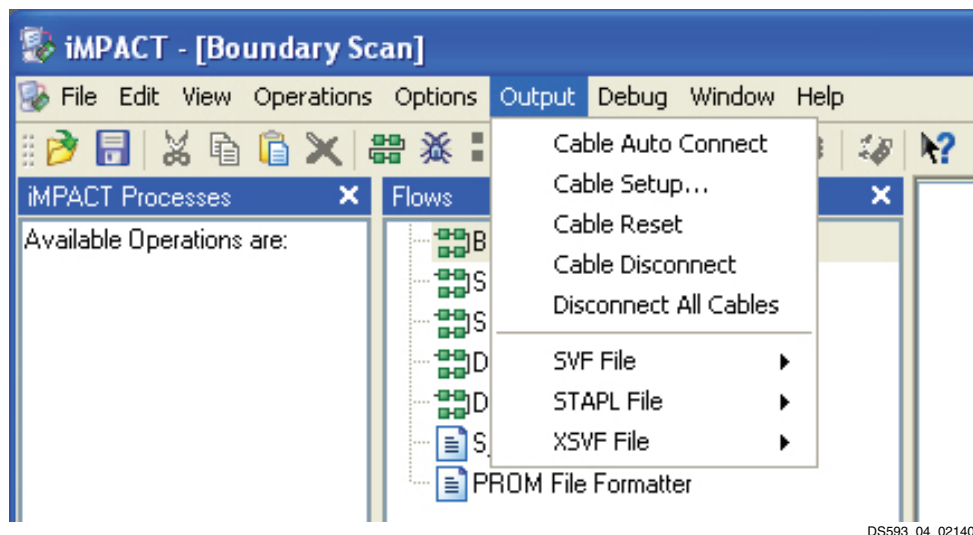 iMPACT - [Boundary Scan]
File Edit View Operations Options Output Debug Window Help
iMPACT Processes
Flows
Available Operations are:
B
S
S
D
D
S_
PROM File Formatter
Cable Auto Connect
Cable Setup...
Cable Reset
Cable Disconnect
Disconnect All Cables
SVF File
STAPL File
XSVF File
DS593_04_02140